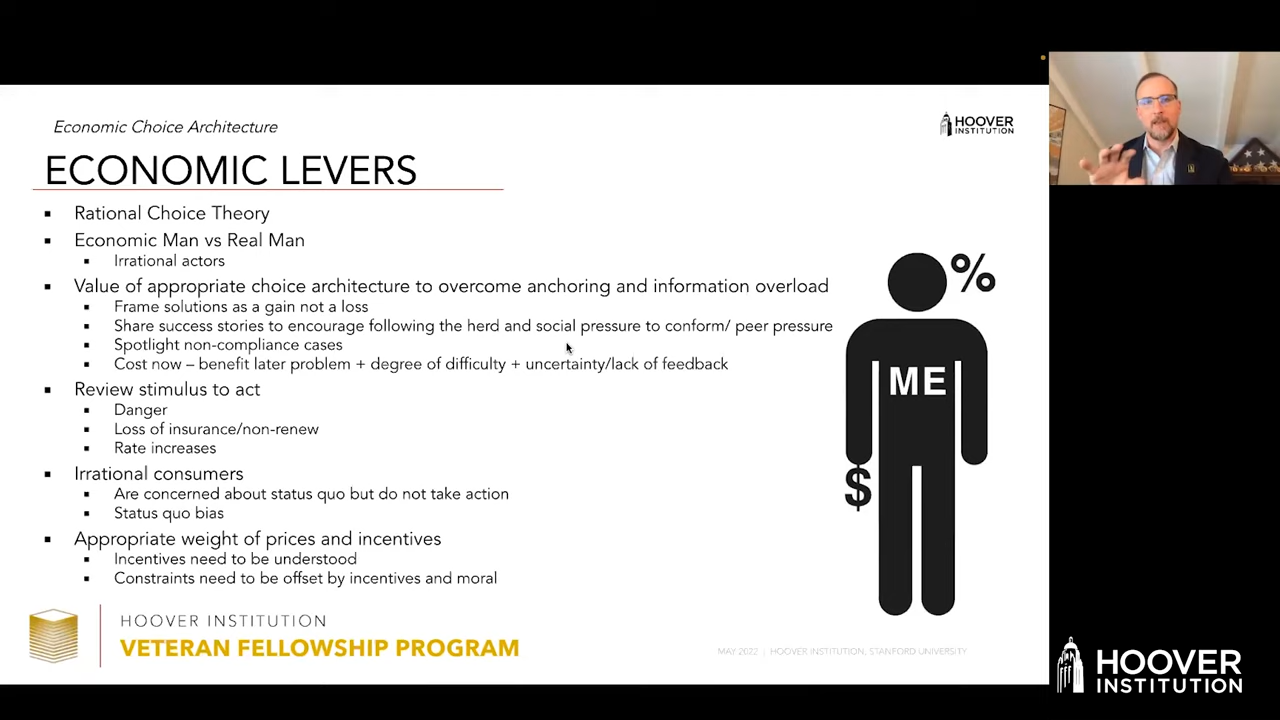 Economic Choice Architecture
HOOVER
INSTITUTION
ECONOMIC LEVERS
Rational Choice Theory
Economic Man vs Real Man
Irrational actors
Value of appropriate choice architecture to overcome anchoring and information overload
Frame solutions as a gain not a loss
Share success stories to encourage following the herd and social pressure to conform/ peer pressure
Spotlight non-compliance cases
Cost now – benefit later problem + degree of difficulty + uncertainty/lack of feedback
Review stimulus to act
Danger
Loss of insurance/non-renew
Rate increases
Irrational consumers
Are concerned about status quo but do not take action
Status quo bias
Appropriate weight of prices and incentives
Incentives need to be understood
Constraints need to be offset by incentives and moral
%
ME
$
HOOVER INSTITUTION
VETERAN FELLOWSHIP PROGRAM
MAY 2022 | HOOVER INSTITUTION, STANFORD UNIVERSITY
HOOVER
INSTITUTION